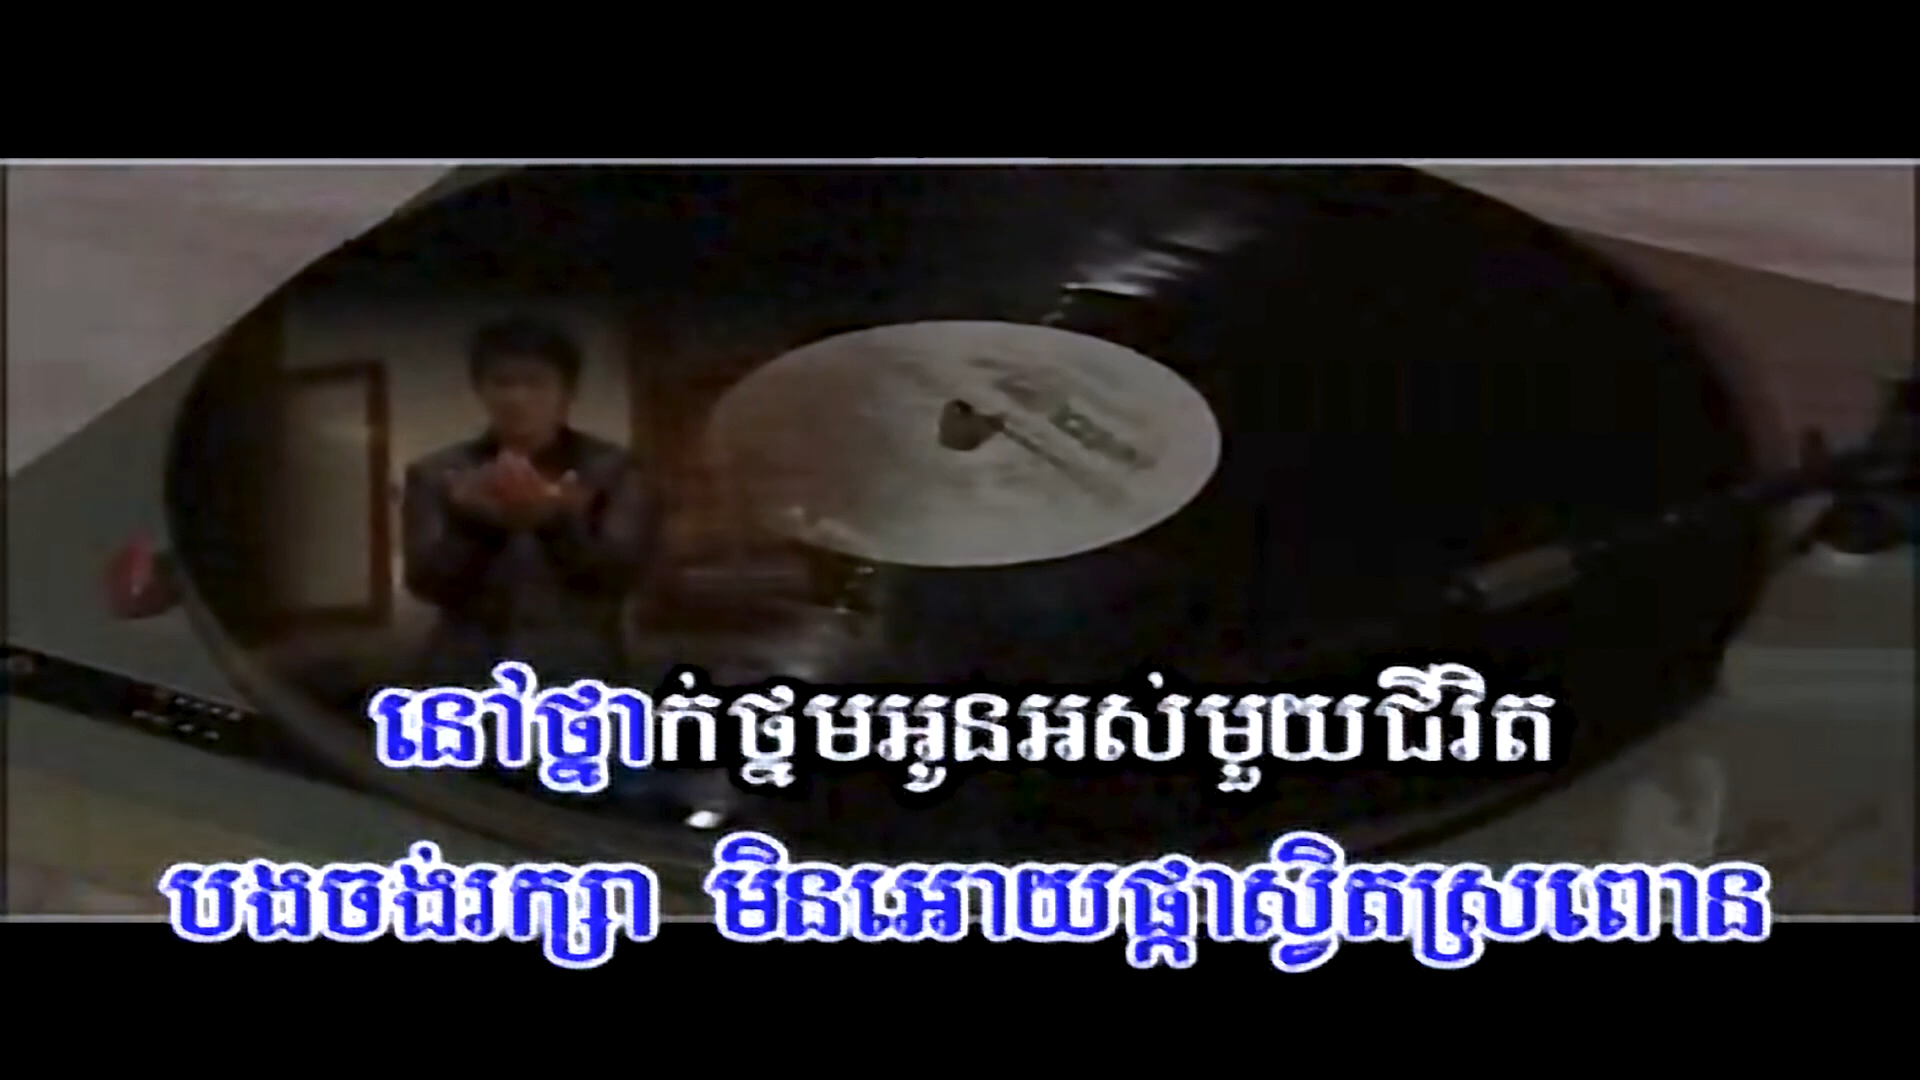 នៅថ្នាក់ថ្នមអូនអស់មួយជីវិត
បងចង់រក្សា មិនអោយផ្កាស្វិតស្រពោន